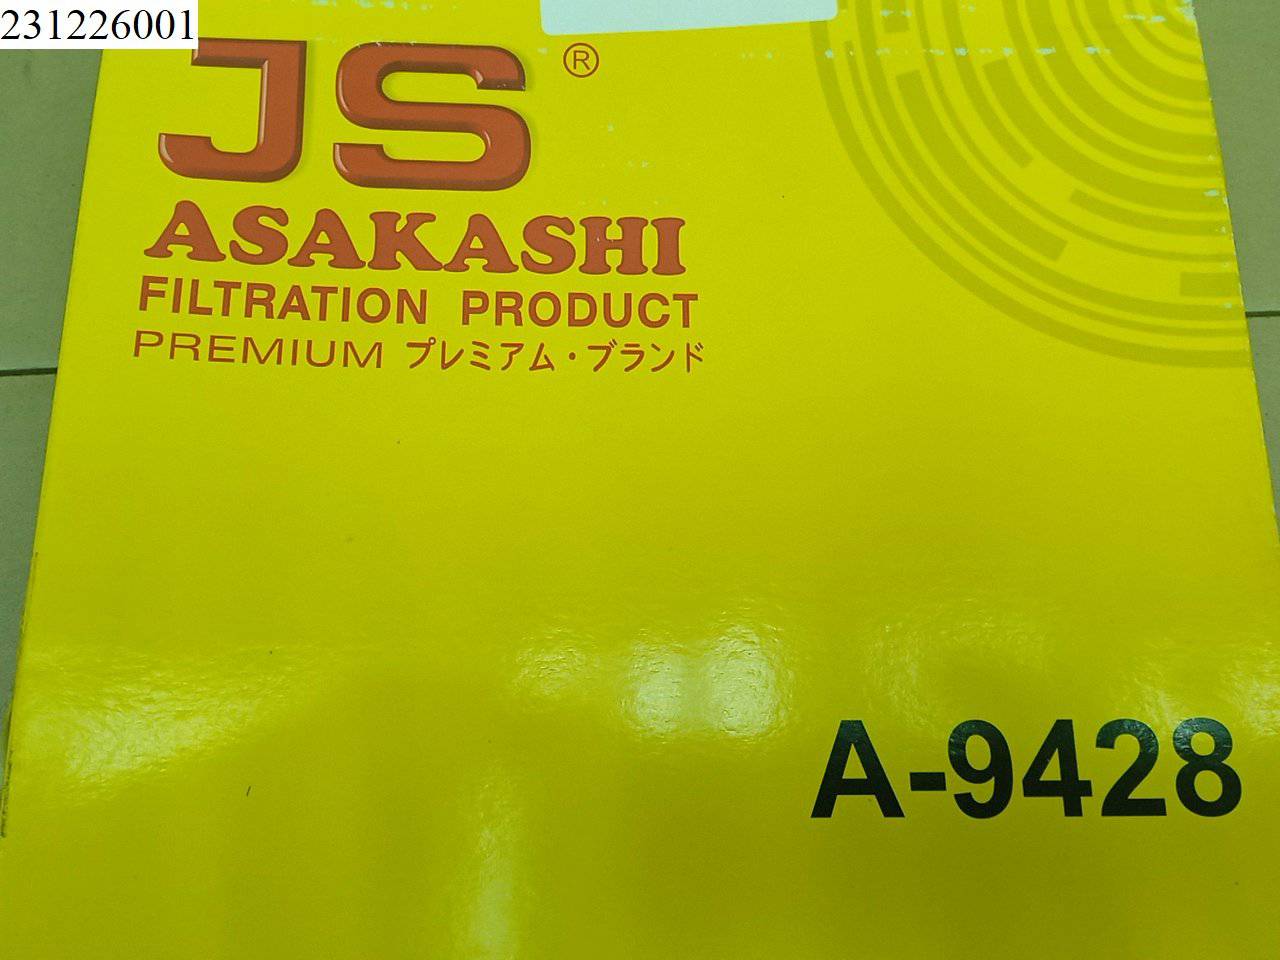 231226001
JS ®
ASAKASHI
FILTRATION PRODUCT
PREMIUM プレミアム・ブランド
A-9428